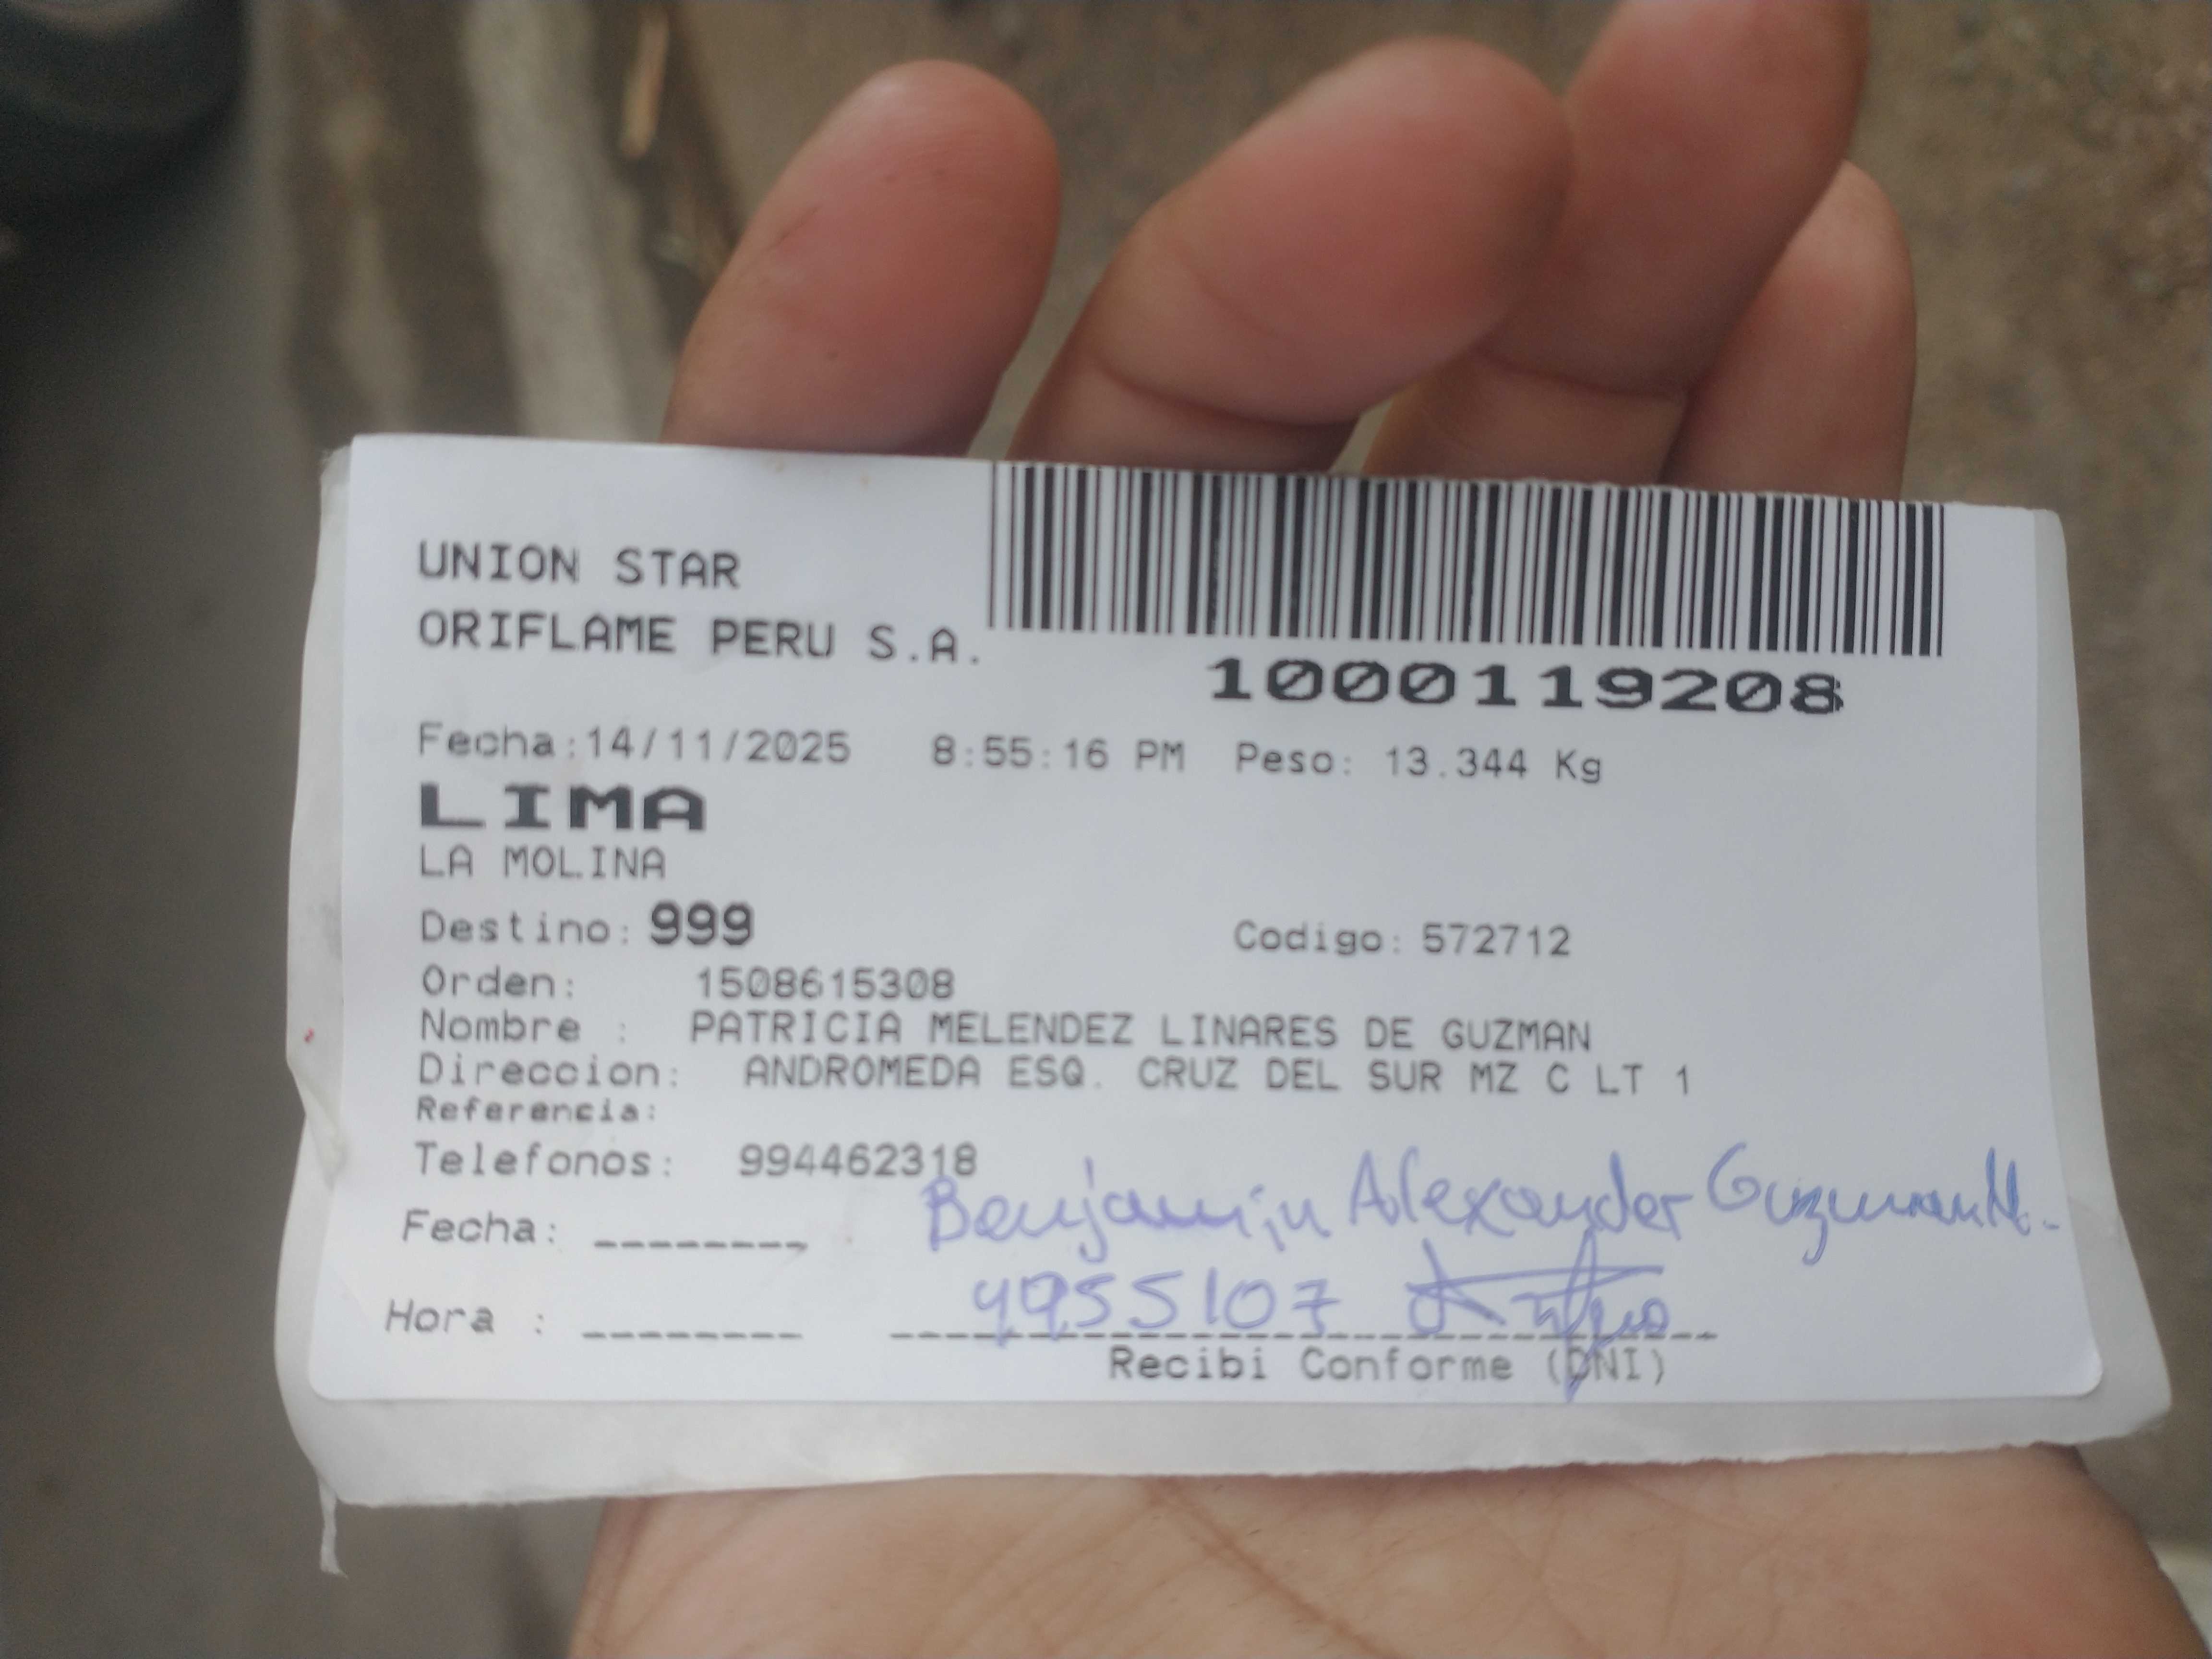 UNION STAR
ORIFLAME PERU S.A.
1000119208
Fecha:14/11/2025 8:55:16 PM Peso: 13.344 Kg
LIMA
LA MOLINA
Destino: 999 Codigo: 572712
Orden: 1508615308
Nombre : PATRICIA MELENDEZ LINARES DE GUZMAN
Direccion: ANDROMEDA ESQ. CRUZ DEL SUR MZ C LT 1
Referencia:
Telefonos: 994462318
Benjamin Alexander Guzman M.
Fecha: ________
4955107
Hora : ________
Recibi Conforme (DNI)